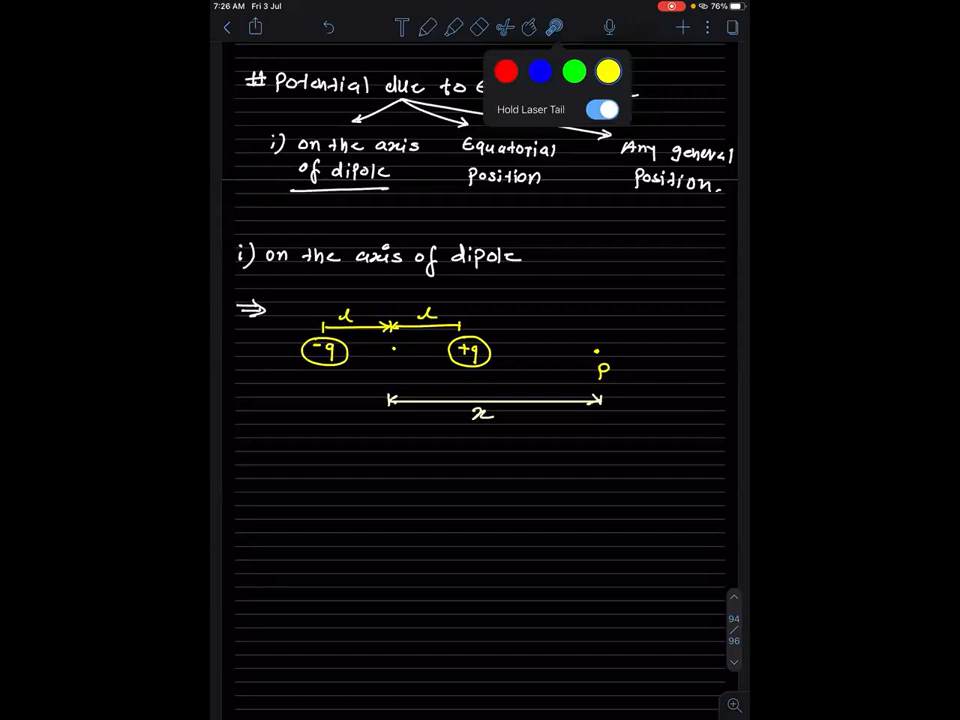 7:26 AM Fri 3 Jul
76%
T
# Potential due to
Hold Laser Tail
i) on the axis
of dipole
Equatorial
Position
Any general
Position.
i) on the axis of dipole
⇒
l l
-q +q
P
x
94
/
96